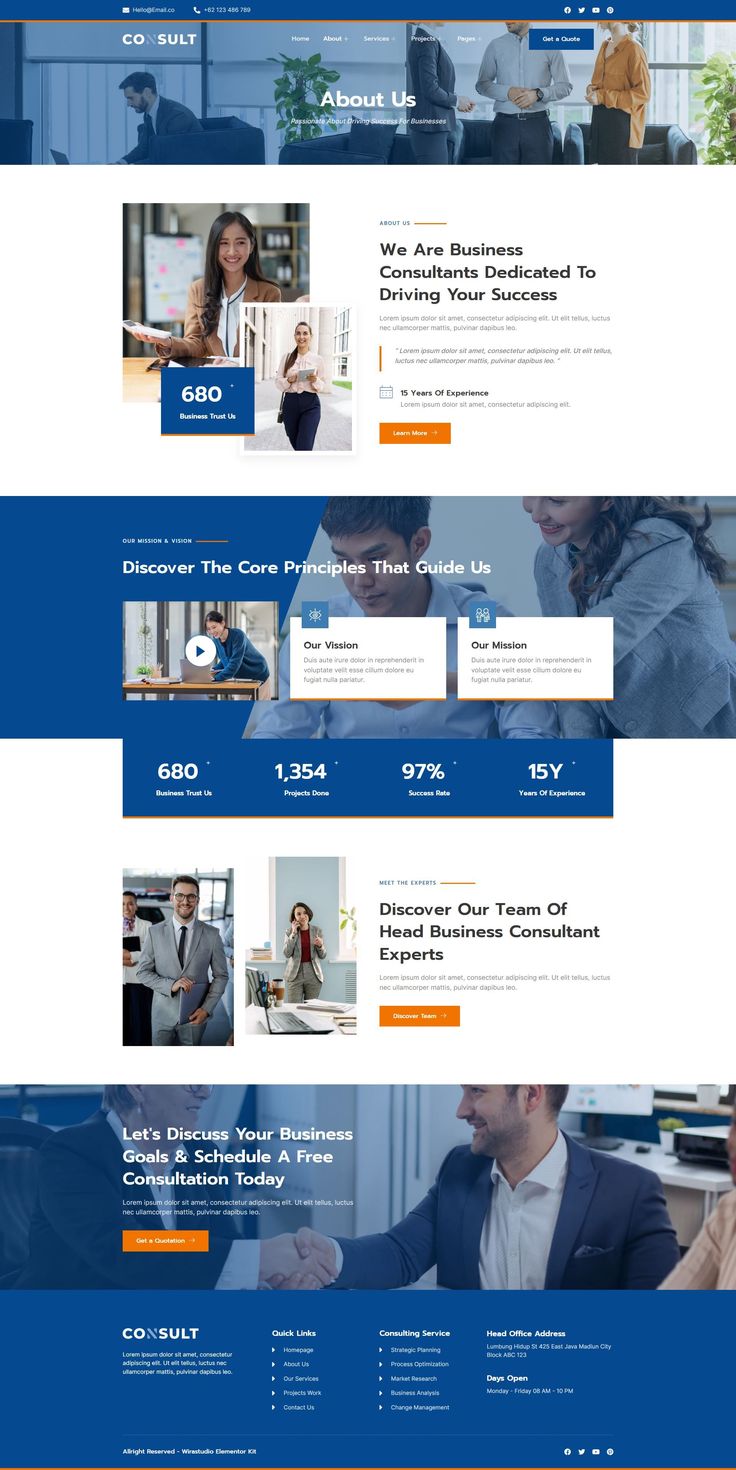 Hello@Email.co
+62 123 486 789
CONSULT
Home
About +
Services +
Projects +
Pages +
Get a Quote
About Us
Passionate About Driving Success For Businesses
ABOUT US
We Are Business
Consultants Dedicated To
Driving Your Success
Lorem ipsum dolor sit amet, consectetur adipiscing elit. Ut elit tellus, luctus
nec ullamcorper mattis, pulvinar dapibus leo.
" Lorem ipsum dolor sit amet, consectetur adipiscing elit. Ut elit tellus,
luctus nec ullamcorper mattis, pulvinar dapibus leo. "
15 Years Of Experience
Lorem ipsum dolor sit amet, consectetur adipiscing elit.
Learn More →
680 +
Business Trust Us
OUR MISSION & VISION
Discover The Core Principles That Guide Us
Our Vission
Duis aute irure dolor in reprehenderit in
voluptate velit esse cillum dolore eu
fugiat nulla pariatur.
Our Mission
Duis aute irure dolor in reprehenderit in
voluptate velit esse cillum dolore eu
fugiat nulla pariatur.
680 +
Business Trust Us
1,354 +
Projects Done
97% +
Success Rate
15Y +
Years Of Experience
MEET THE EXPERTS
Discover Our Team Of
Head Business Consultant
Experts
Lorem ipsum dolor sit amet, consectetur adipiscing elit. Ut elit tellus, luctus
nec ullamcorper mattis, pulvinar dapibus leo.
Discover Team →
Let's Discuss Your Business
Goals & Schedule A Free
Consultation Today
Lorem ipsum dolor sit amet, consectetur adipiscing elit. Ut elit tellus, luctus
nec ullamcorper mattis, pulvinar dapibus leo.
Get a Quotation →
CONSULT
Lorem ipsum dolor sit amet, consectetur
adipiscing elit. Ut elit tellus, luctus nec
ullamcorper mattis, pulvinar dapibus leo.
Quick Links
Homepage
About Us
Our Services
Projects Work
Contact Us
Consulting Service
Strategic Planning
Process Optimization
Market Research
Business Analysis
Change Management
Head Office Address
Lumbung Hidup St 425 East Java Madiun City
Block ABC 123
Days Open
Monday - Friday 08 AM - 10 PM
Allright Reserved - Wirastudio Elementor Kit